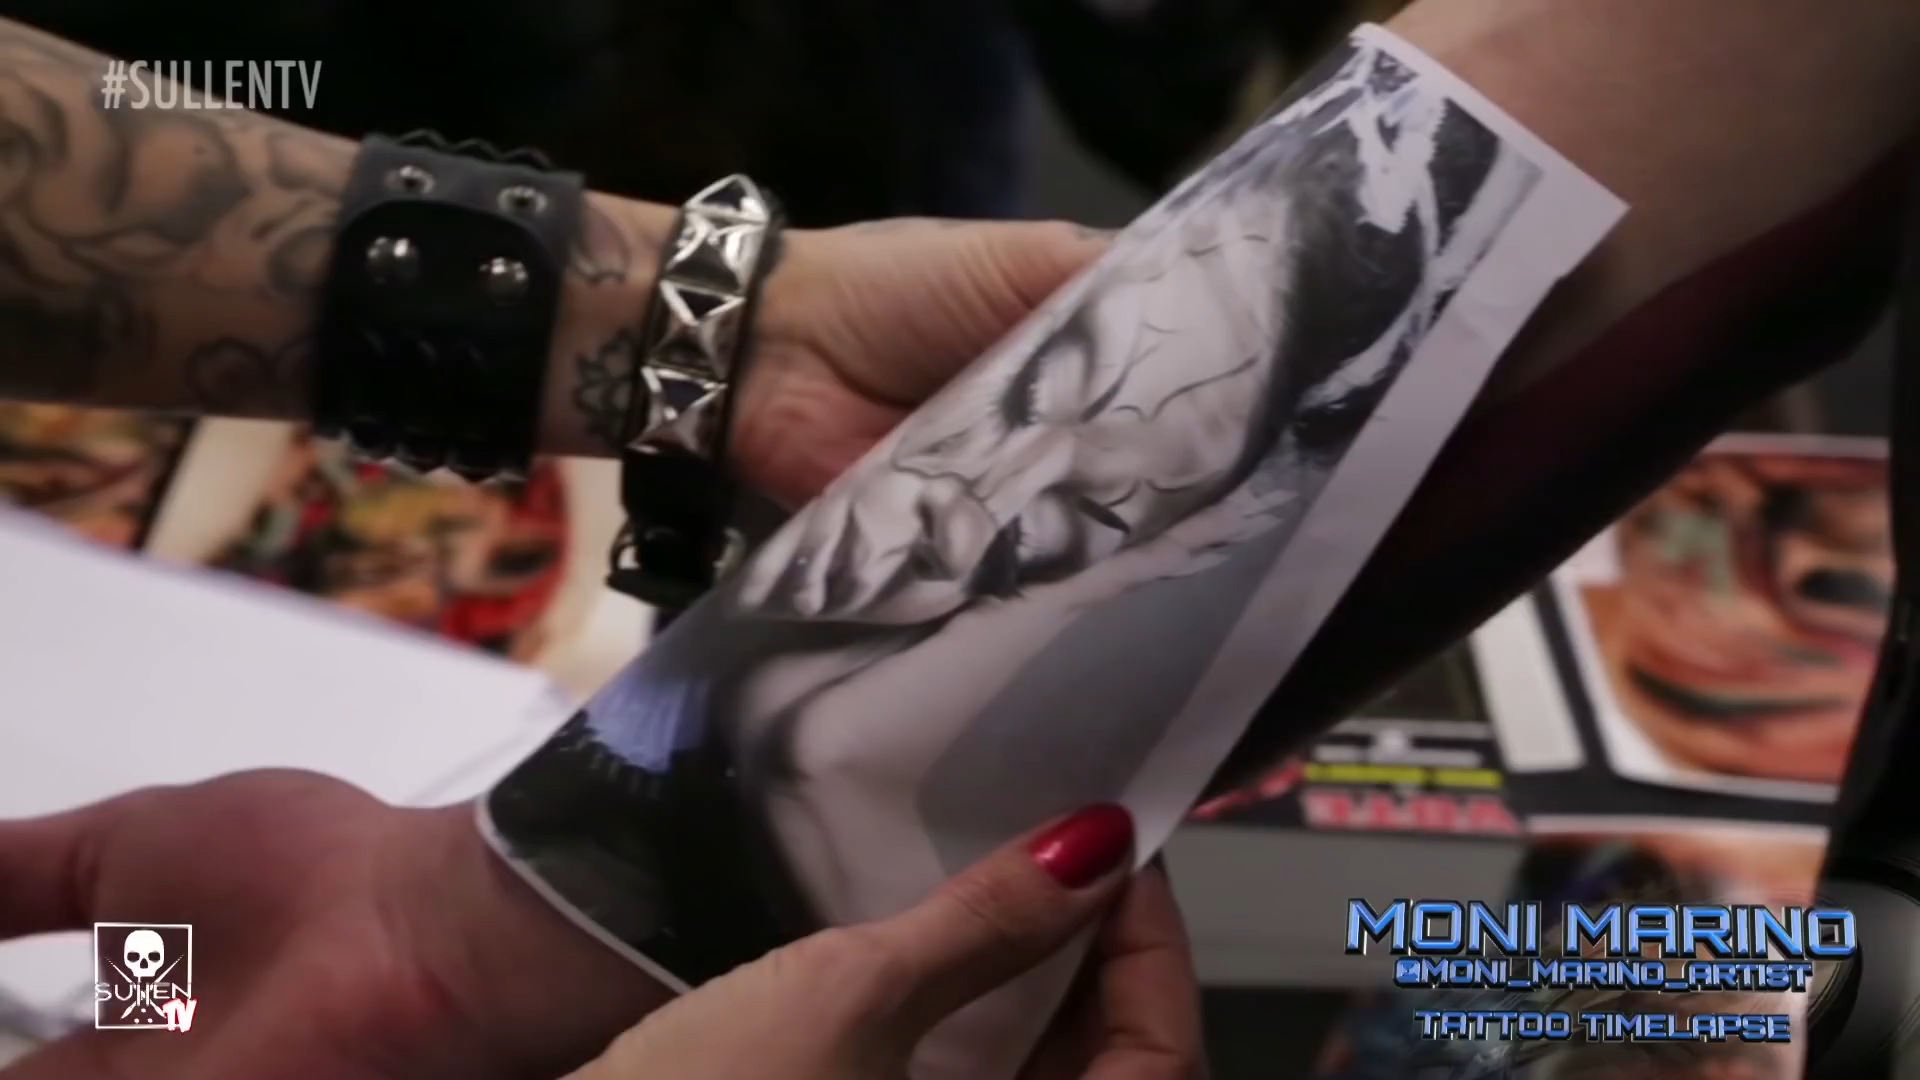 #SULLENTV
MONI MARINO
@MONI_MARINO_ARTIST
TATTOO TIMELAPSE
SULLEN
TV